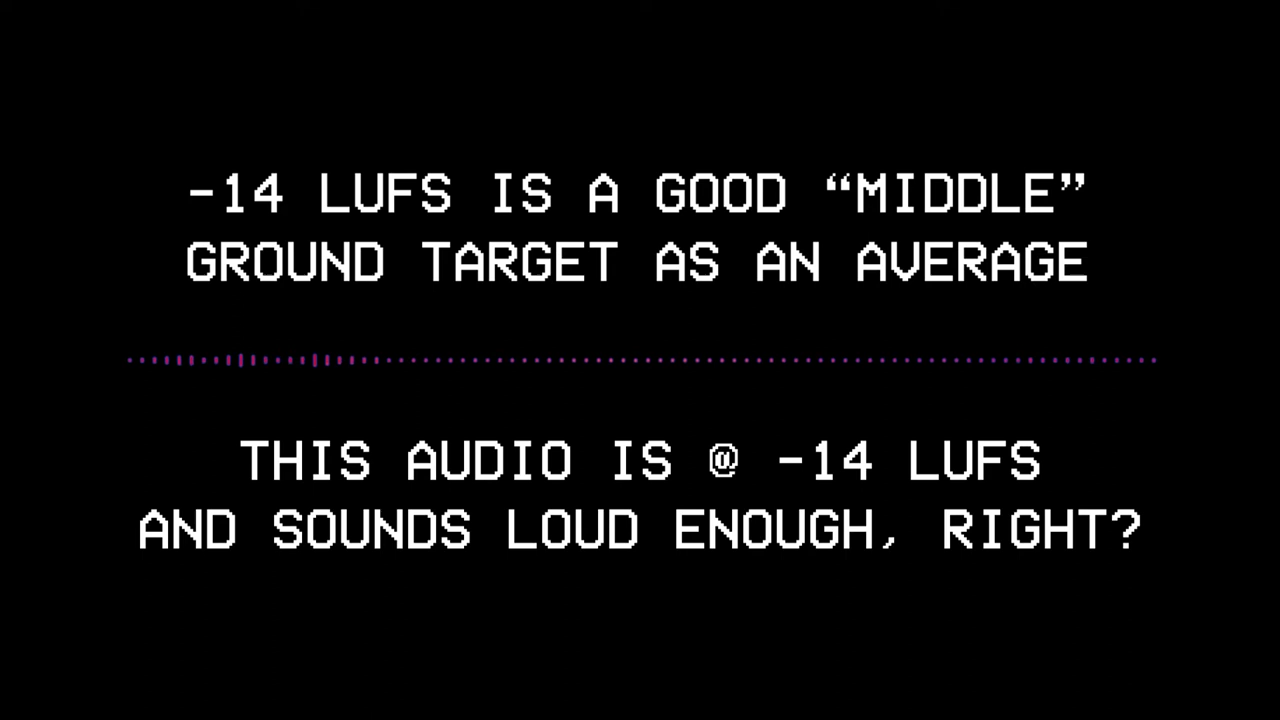 -14 LUFS IS A GOOD “MIDDLE”
GROUND TARGET AS AN AVERAGE
THIS AUDIO IS @ -14 LUFS
AND SOUNDS LOUD ENOUGH, RIGHT?